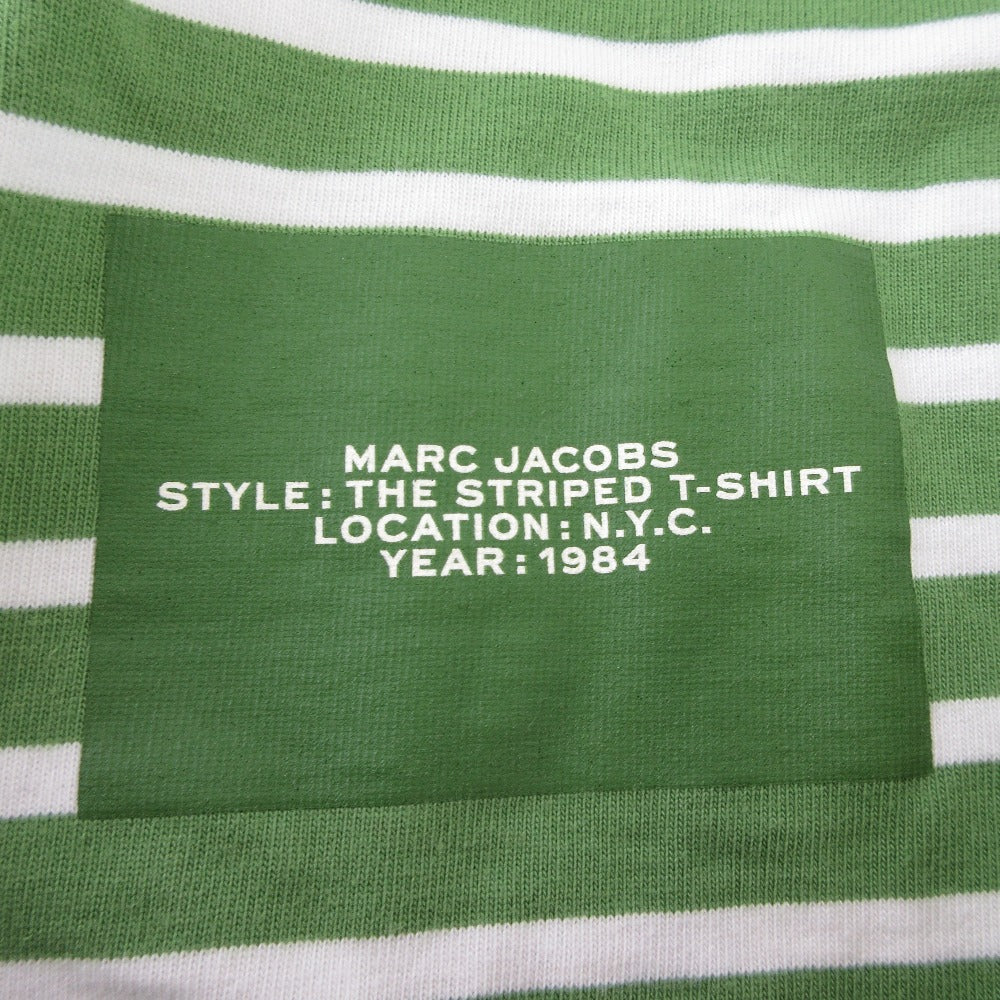 MARC JACOBS
STYLE: THE STRIPED T-SHIRT
LOCATION: N.Y.C.
YEAR: 1984